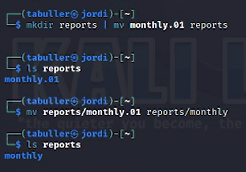 ┌──(tabuller㉿jordi)-[~]
└─$ mkdir reports | mv monthly.01 reports
┌──(tabuller㉿jordi)-[~]
└─$ ls reports
monthly.01
┌──(tabuller㉿jordi)-[~]
└─$ mv reports/monthly.01 reports/monthly
┌──(tabuller㉿jordi)-[~]
└─$ ls reports
monthly